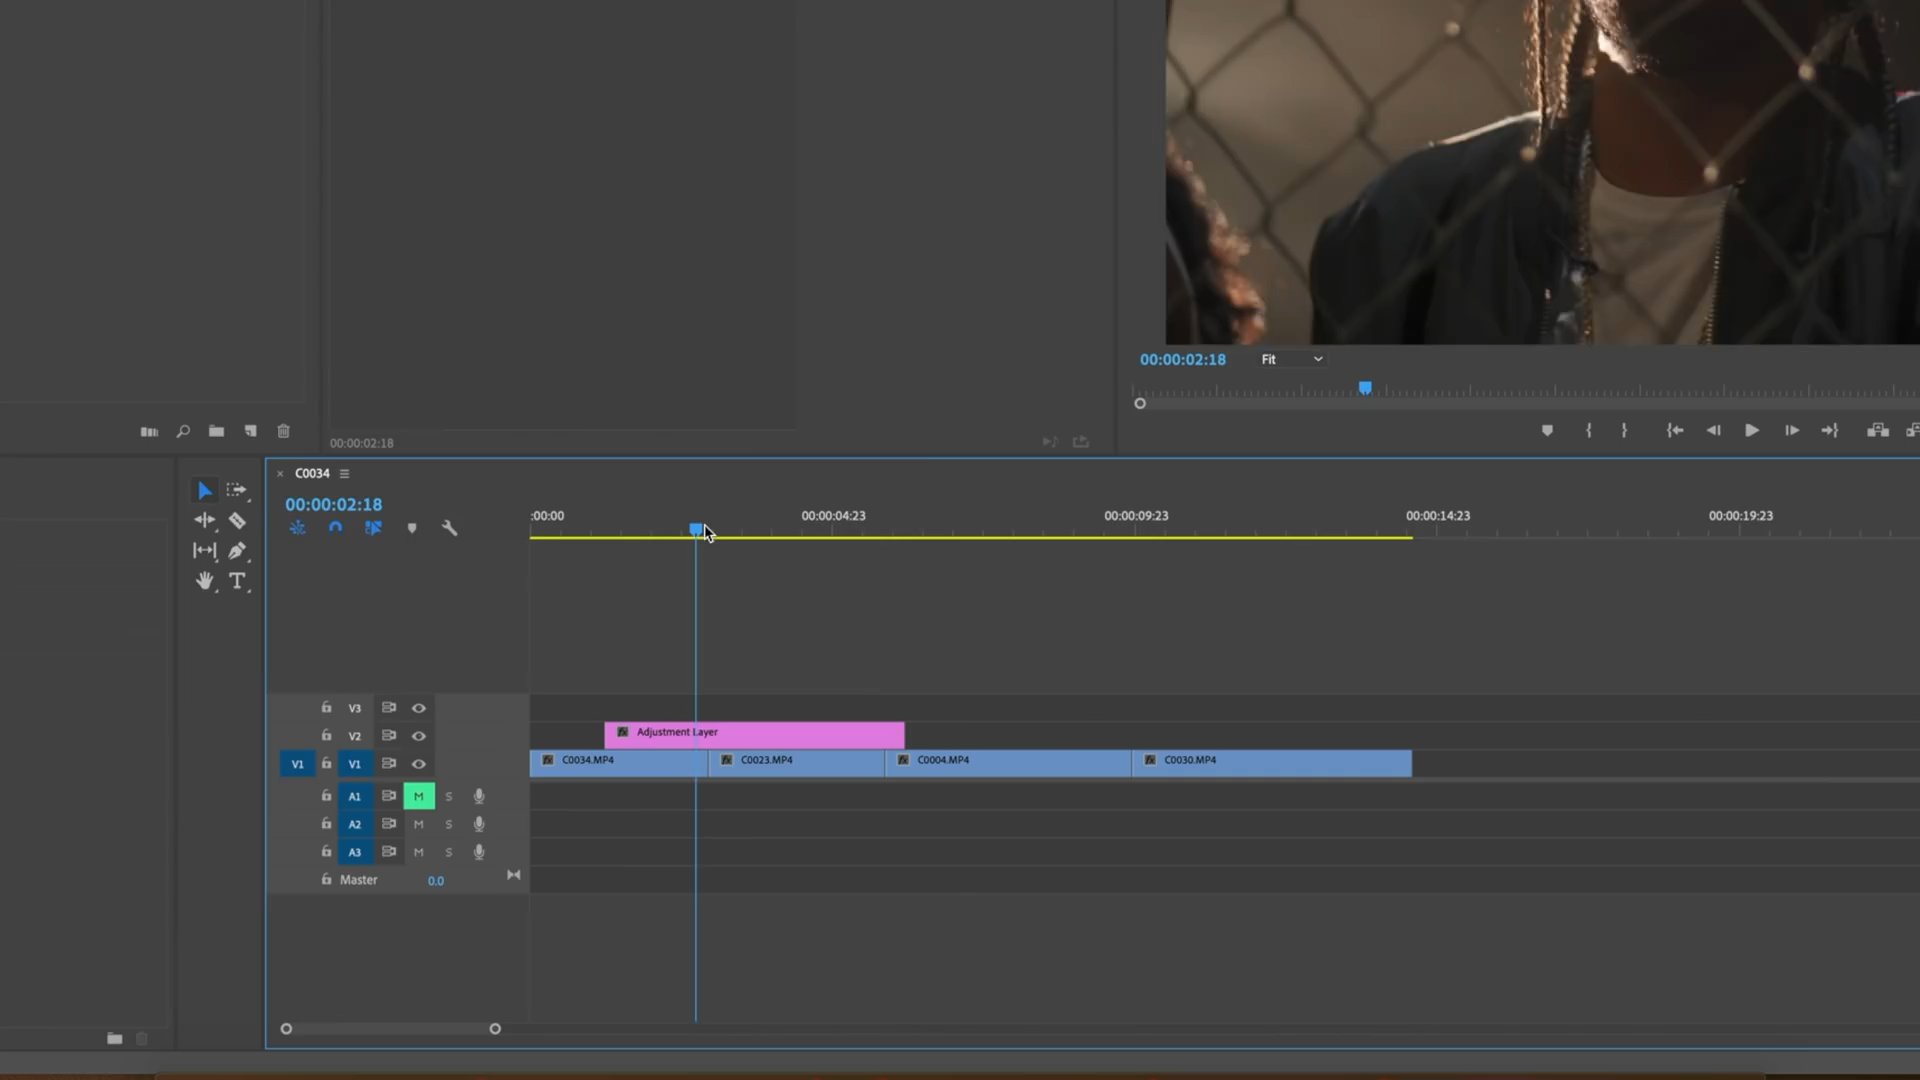 00:00:02:18 Fit
00:00:02:18
× C0034
00:00:02:18
:00:00 00:00:04:23 00:00:09:23 00:00:14:23 00:00:19:23
V3
V2 Adjustment Layer
V1 V1 C0034.MP4 C0023.MP4 C0004.MP4 C0030.MP4
A1 M S
A2 M S
A3 M S
Master 0.0